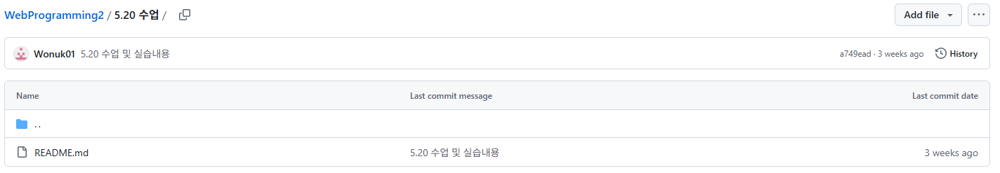 WebProgramming2 / 5.20 수업 /
Add file
Wonuk01 5.20 수업 및 실습내용
a749ead · 3 weeks ago History
Name Last commit message Last commit date
..
README.md 5.20 수업 및 실습내용 3 weeks ago